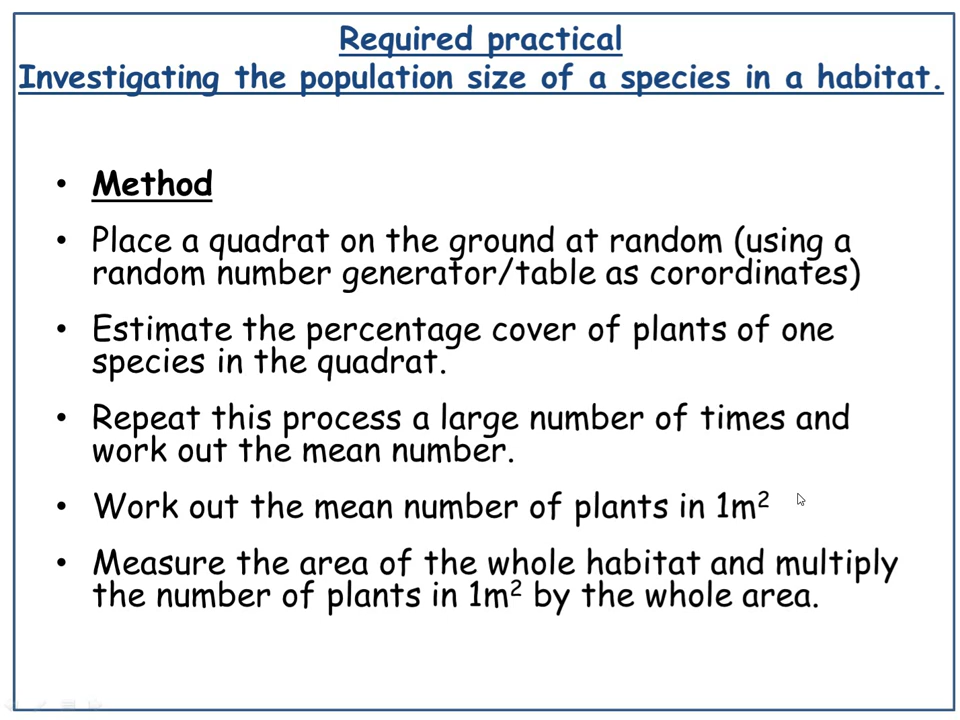 Required practical
Investigating the population size of a species in a habitat.
• Method
• Place a quadrat on the ground at random (using a
random number generator/table as corordinates)
• Estimate the percentage cover of plants of one
species in the quadrat.
• Repeat this process a large number of times and
work out the mean number.
• Work out the mean number of plants in 1m²
• Measure the area of the whole habitat and multiply
the number of plants in 1m² by the whole area.